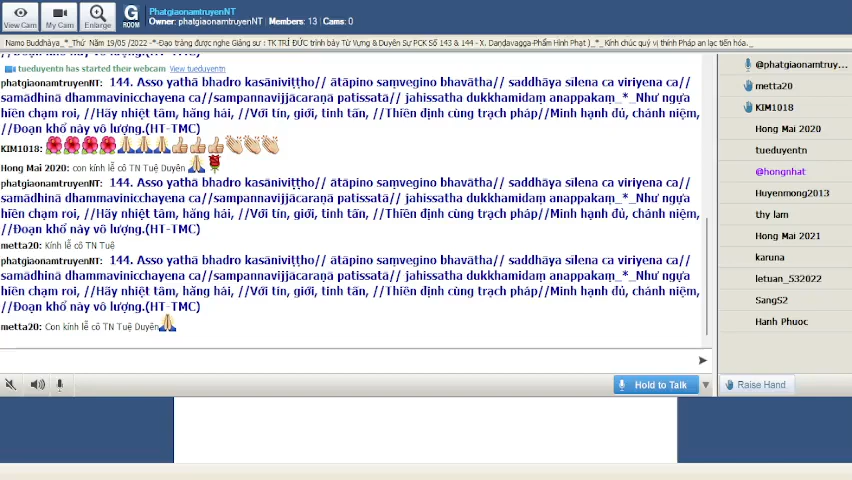 PhatgiaonamtruyenNT
Owner: phatgiaonamtruyenNT | Members: 13 | Cams: 0
View Cam
My Cam
Enlarge
G
ROOM
Namo Buddhàya_*_Thứ Năm 19/05 /2022 -*-Đạo tràng được nghe Giảng sư : TK TRÍ ĐỨC trình bày Từ Vựng & Duyên Sự PCK Số 143 & 144 - X. Daṇḍavagga-Phẩm Hình Phạt )_*_Kính chúc quý vị thính Pháp an lạc tiến hóa._
tueduyentn has started their webcam View tueduyentn
phatgiaonamtruyenNT: 144. Asso yathā bhadro kasāniviṭṭho// ātāpino saṃvegino bhavātha// saddhāya sīlena ca vīriyena ca//
samādhinā dhammavinicchayena ca//sampannavijjācaraṇā patissatā// jahissatha dukkhamidaṃ anappakaṃ_*_Như ngựa
hiền chạm roi, //Hãy nhiệt tâm, hăng hái, //Với tín, giới, tinh tấn, //Thiền định cùng trạch pháp//Minh hạnh đủ, chánh niệm,
//Đoạn khổ này vô lượng.(HT-TMC)
KIM1018:
Hong Mai 2020: con kính lễ cô TN Tuệ Duyên
phatgiaonamtruyenNT: 144. Asso yathā bhadro kasāniviṭṭho// ātāpino saṃvegino bhavātha// saddhāya sīlena ca vīriyena ca//
samādhinā dhammavinicchayena ca//sampannavijjācaraṇā patissatā// jahissatha dukkhamidaṃ anappakaṃ_*_Như ngựa
hiền chạm roi, //Hãy nhiệt tâm, hăng hái, //Với tín, giới, tinh tấn, //Thiền định cùng trạch pháp//Minh hạnh đủ, chánh niệm,
//Đoạn khổ này vô lượng.(HT-TMC)
metta20: Kính lễ cô TN Tuệ
phatgiaonamtruyenNT: 144. Asso yathā bhadro kasāniviṭṭho// ātāpino saṃvegino bhavātha// saddhāya sīlena ca vīriyena ca//
samādhinā dhammavinicchayena ca//sampannavijjācaraṇā patissatā// jahissatha dukkhamidaṃ anappakaṃ_*_Như ngựa
hiền chạm roi, //Hãy nhiệt tâm, hăng hái, //Với tín, giới, tinh tấn, //Thiền định cùng trạch pháp//Minh hạnh đủ, chánh niệm,
//Đoạn khổ này vô lượng.(HT-TMC)
metta20: Con kính lễ cô TN Tuệ Duyên
Hold to Talk
@phatgiaonamtruy...
metta20
KIM1018
Hong Mai 2020
tueduyentn
@hongnhat
Huyenmong2013
thy lam
Hong Mai 2021
karuna
letuan_532022
SangS2
Hanh Phuoc
Raise Hand